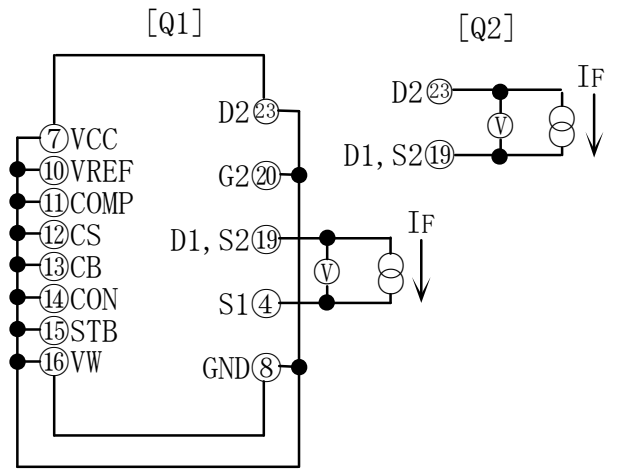 [Q1]
[Q2]
D2㉓
⑦VCC
⑩VREF
G2⑳
⑪COMP
⑫CS
D1,S2⑲
⑬CB
⑭CON
S1④
⑮STB
⑯VW
GND⑧
V
IF
D2㉓
V
IF
D1,S2⑲